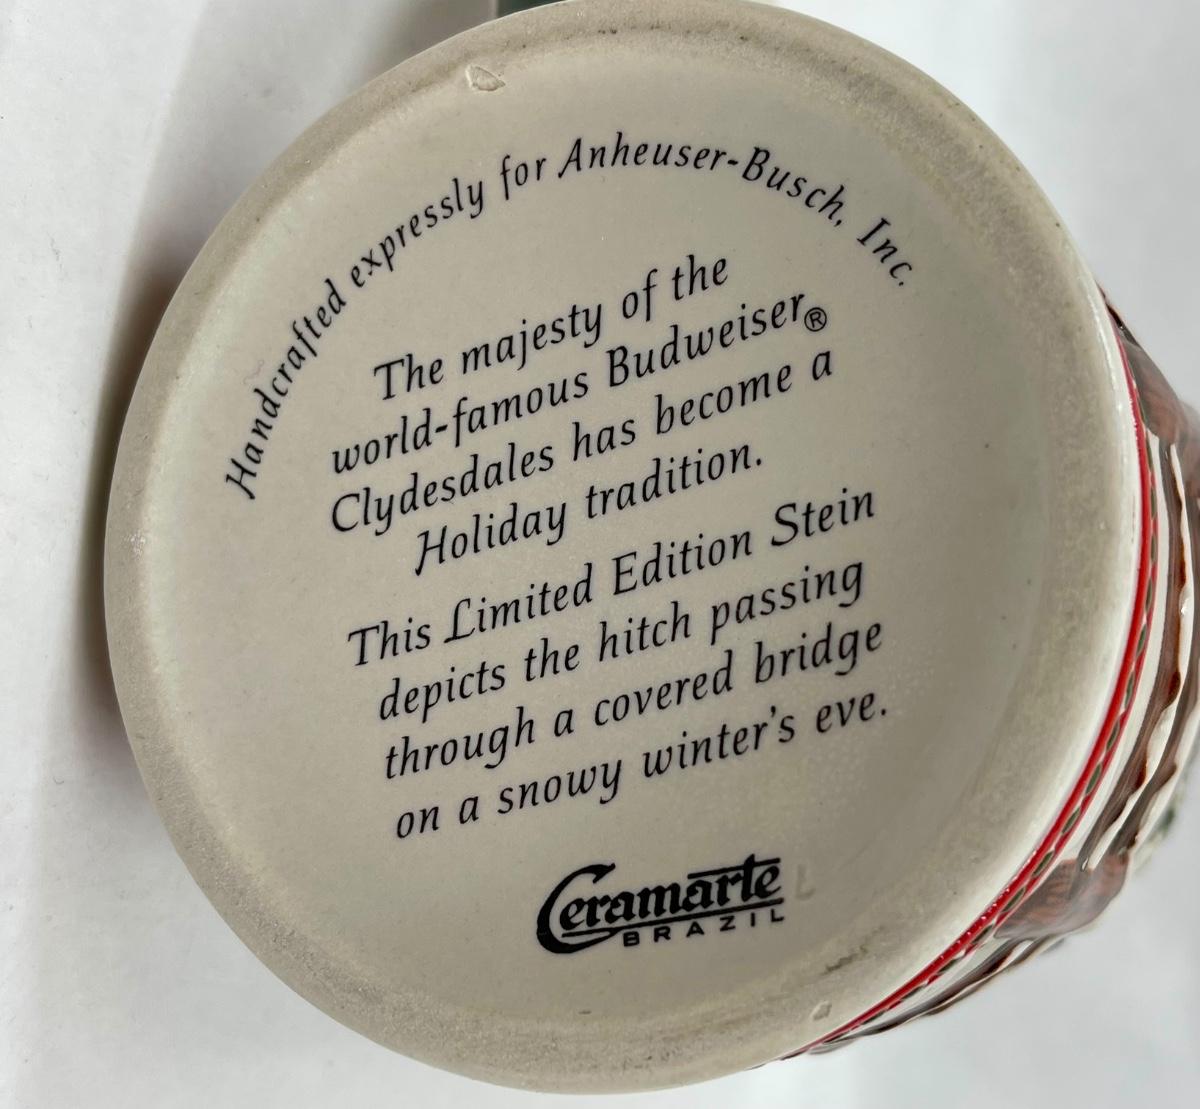 Handcrafted expressly for Anheuser-Busch, Inc.
The majesty of the
world-famous Budweiser®
Clydesdales has become a
Holiday tradition.
This Limited Edition Stein
depicts the hitch passing
through a covered bridge
on a snowy winter's eve.
Ceramarte
BRAZIL